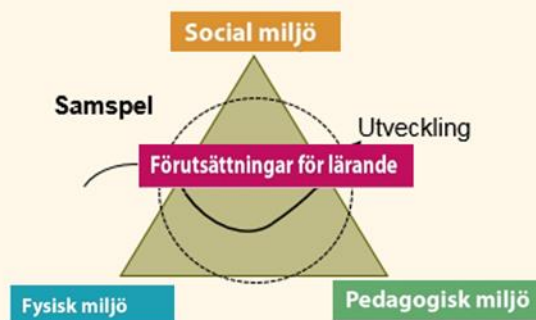 Social miljö
Samspel
Utveckling
Förutsättningar för lärande
Fysisk miljö
Pedagogisk miljö